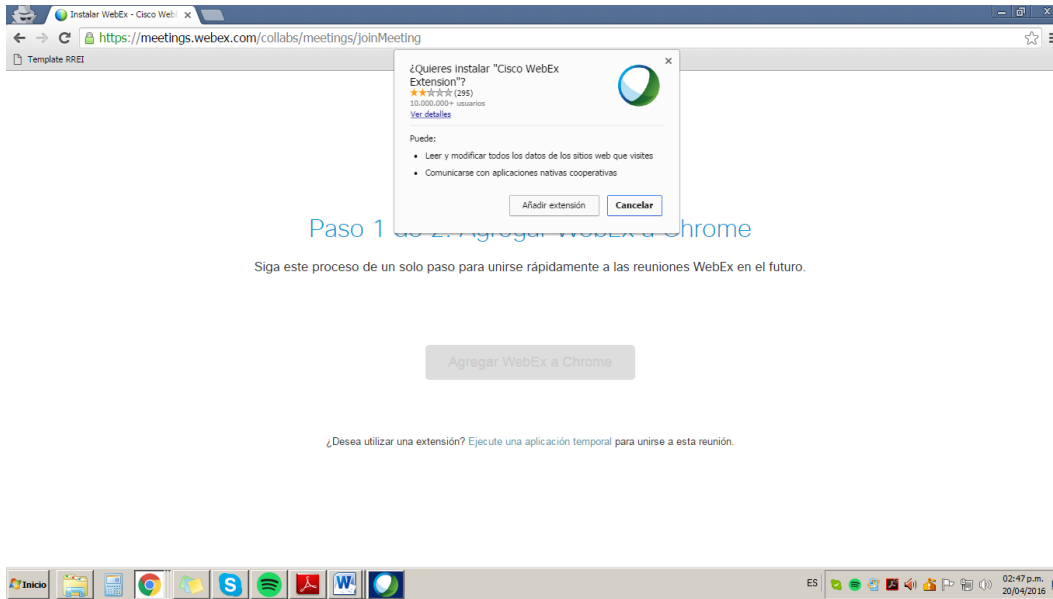 Instalar WebEx - Cisco Web
https://meetings.webex.com/collabs/meetings/joinMeeting
Template RREI
¿Quieres instalar "Cisco WebEx
Extension"?
(295)
10.000.000+ usuarios
Ver detalles
Puede:
Leer y modificar todos los datos de los sitios web que visites
Comunicarse con aplicaciones nativas cooperativas
Añadir extensión
Cancelar
Paso 1 de 2: Agregar WebEx a Chrome
Siga este proceso de un solo paso para unirse rápidamente a las reuniones WebEx en el futuro.
Agregar WebEx a Chrome
¿Desea utilizar una extensión? Ejecute una aplicación temporal para unirse a esta reunión.
Inicio
ES
02:47 p.m.
20/04/2016